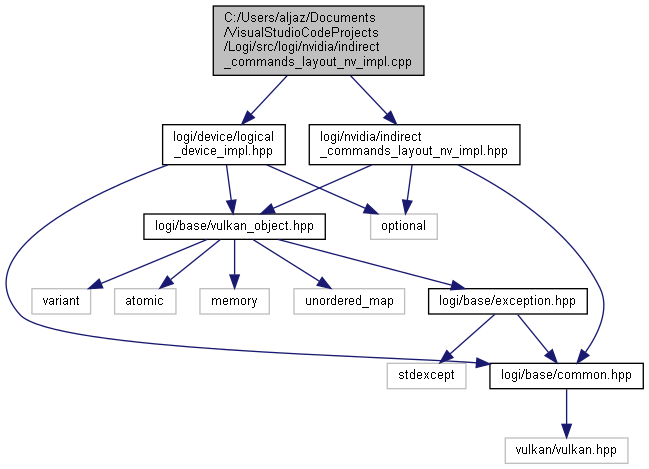 C:/Users/aljaz/Documents
/VisualStudioCodeProjects
/Logi/src/logi/nvidia/indirect
_commands_layout_nv_impl.cpp
logi/device/logical
_device_impl.hpp
logi/nvidia/indirect
_commands_layout_nv_impl.hpp
logi/base/vulkan_object.hpp
optional
variant
atomic
memory
unordered_map
logi/base/exception.hpp
stdexcept
logi/base/common.hpp
vulkan/vulkan.hpp